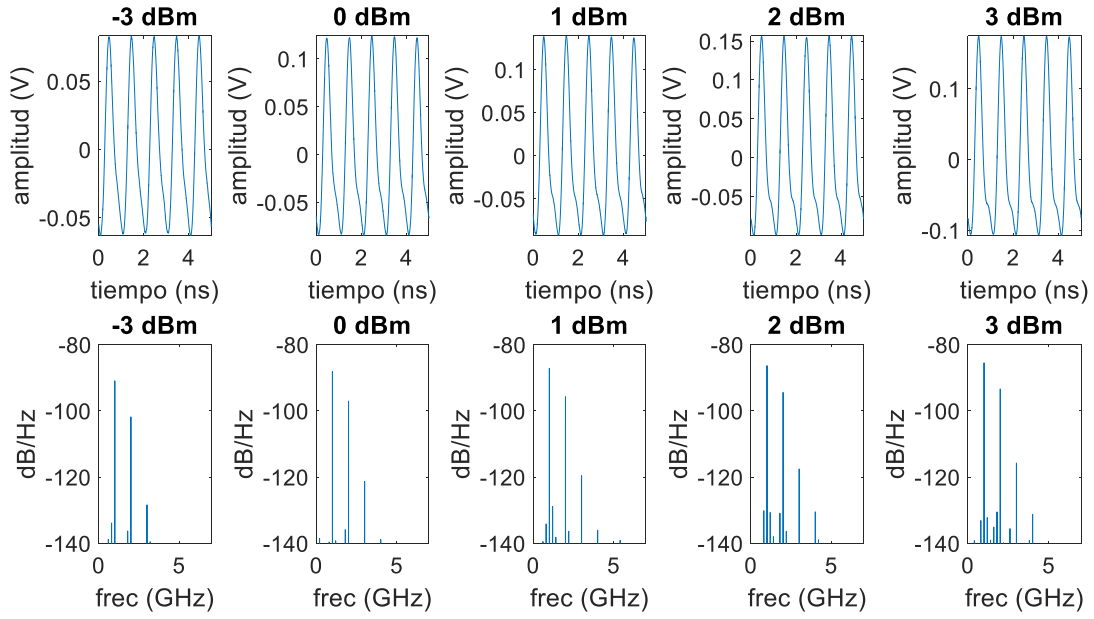 -3 dBm
0 dBm
1 dBm
2 dBm
3 dBm
amplitud (V)
0.05
0
-0.05
0 2 4
tiempo (ns)
amplitud (V)
0.1
0.05
0
-0.05
0 2 4
tiempo (ns)
amplitud (V)
0.1
0
-0.1
0 2 4
tiempo (ns)
amplitud (V)
0.15
0.1
0.05
0
-0.05
0 2 4
tiempo (ns)
amplitud (V)
0.1
0
-0.1
0 2 4
tiempo (ns)
-3 dBm
0 dBm
1 dBm
2 dBm
3 dBm
dB/Hz
-80
-100
-120
-140
0 5
frec (GHz)
dB/Hz
-80
-100
-120
-140
0 5
frec (GHz)
dB/Hz
-80
-100
-120
-140
0 5
frec (GHz)
dB/Hz
-80
-100
-120
-140
0 5
frec (GHz)
dB/Hz
-80
-100
-120
-140
0 5
frec (GHz)